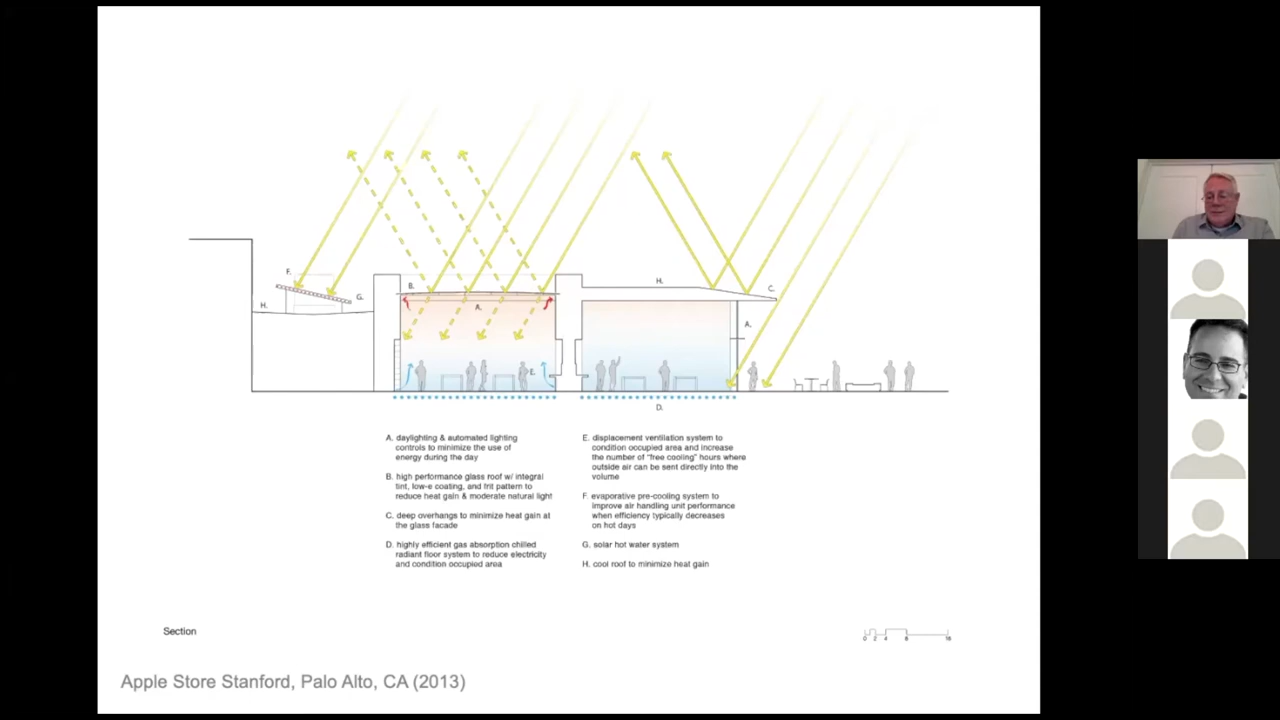 F.
G.
H.
B.
A.
E.
H.
C.
A.
D.
A. daylighting & automated lighting
controls to minimize the use of
energy during the day
B. high performance glass roof w/ integral
tint, low-e coating, and frit pattern to
reduce heat gain & moderate natural light
C. deep overhangs to minimize heat gain at
the glass facade
D. highly efficient gas absorption chilled
radiant floor system to reduce electricity
and condition occupied area
E. displacement ventilation system to
condition occupied area and increase
the number of "free cooling" hours where
outside air can be sent directly into the
volume
F. evaporative pre-cooling system to
improve air handling unit performance
when efficiency typically decreases
on hot days
G. solar hot water system
H. cool roof to minimize heat gain
Section
0 2 4 8 16
Apple Store Stanford, Palo Alto, CA (2013)